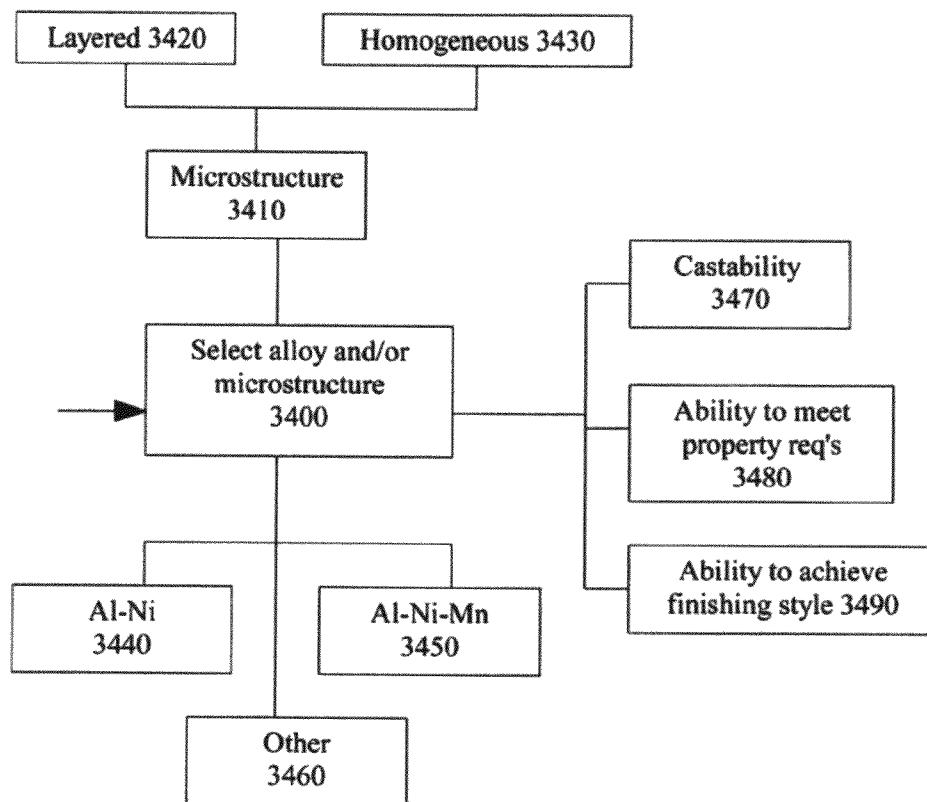 Layered 3420
Homogeneous 3430
Microstructure
3410
Castability
3470
Select alloy and/or
microstructure
3400
Ability to meet
property req's
3480
Ability to achieve
finishing style 3490
Al-Ni
3440
Al-Ni-Mn
3450
Other
3460